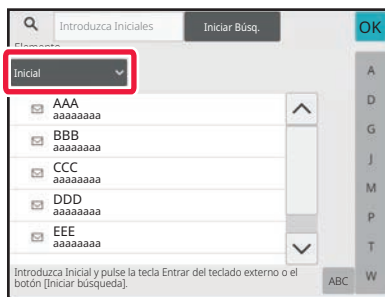 Introduzca Iniciales
Iniciar Búsq.
OK
Elemento
Inicial
AAA
aaaaaaaa
BBB
aaaaaaaa
CCC
aaaaaaaa
DDD
aaaaaaaa
EEE
aaaaaaaa
A
D
G
J
M
P
T
W
ABC
Introduzca Inicial y pulse la tecla Entrar del teclado externo o el
botón [Iniciar búsqueda].